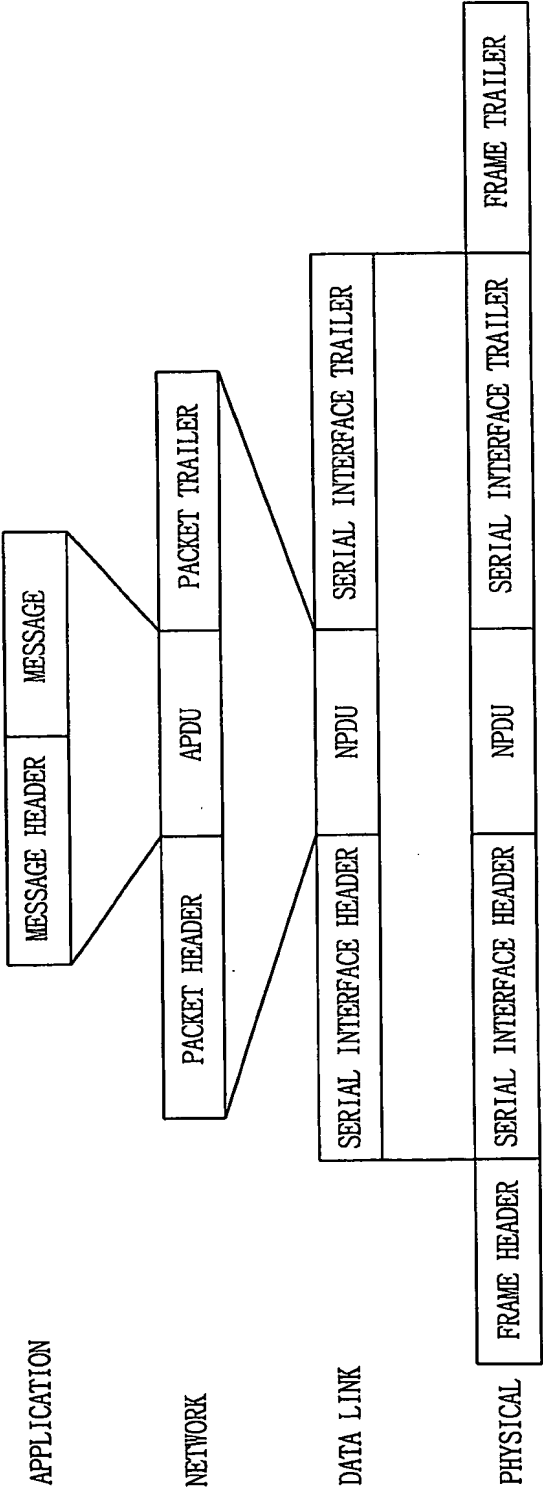 APPLICATION
MESSAGE HEADER
MESSAGE
NETWORK
PACKET HEADER
APDU
PACKET TRAILER
DATA LINK
SERIAL INTERFACE HEADER
NPDU
SERIAL INTERFACE TRAILER
PHYSICAL
FRAME HEADER
SERIAL INTERFACE HEADER
NPDU
SERIAL INTERFACE TRAILER
FRAME TRAILER